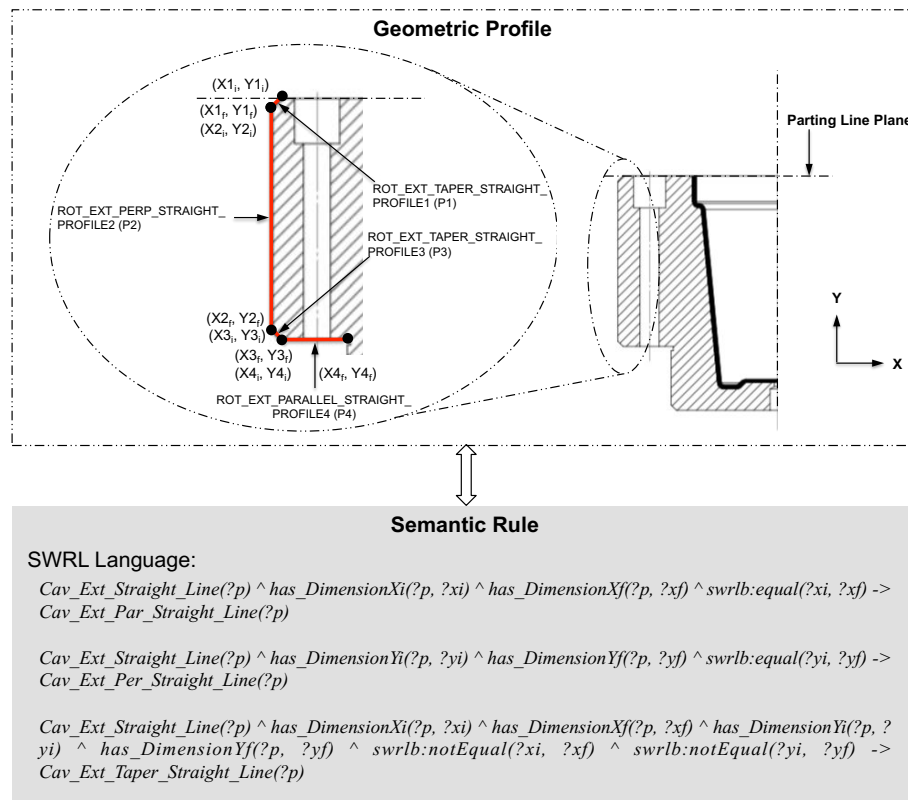 Geometric Profile
(X1i, Y1i)
(X1f, Y1f)
(X2i, Y2i)
Parting Line Plane
ROT_EXT_TAPER_STRAIGHT_
PROFILE1 (P1)
ROT_EXT_PERP_STRAIGHT_
PROFILE2 (P2)
ROT_EXT_TAPER_STRAIGHT_
PROFILE3 (P3)
(X2f, Y2f)
(X3i, Y3i)
(X3f, Y3f)
(X4i, Y4i)
(X4f, Y4f)
ROT_EXT_PARALLEL_STRAIGHT_
PROFILE4 (P4)
Y
X
Semantic Rule
SWRL Language:
Cav_Ext_Straight_Line(?p) ^ has_DimensionXi(?p, ?xi) ^ has_DimensionXf(?p, ?xf) ^ swrlb:equal(?xi, ?xf) ->
Cav_Ext_Par_Straight_Line(?p)
Cav_Ext_Straight_Line(?p) ^ has_DimensionYi(?p, ?yi) ^ has_DimensionYf(?p, ?yf) ^ swrlb:equal(?yi, ?yf) ->
Cav_Ext_Per_Straight_Line(?p)
Cav_Ext_Straight_Line(?p) ^ has_DimensionXi(?p, ?xi) ^ has_DimensionXf(?p, ?xf) ^ has_DimensionYi(?p, ?
yi) ^ has_DimensionYf(?p, ?yf) ^ swrlb:notEqual(?xi, ?xf) ^ swrlb:notEqual(?yi, ?yf) ->
Cav_Ext_Taper_Straight_Line(?p)